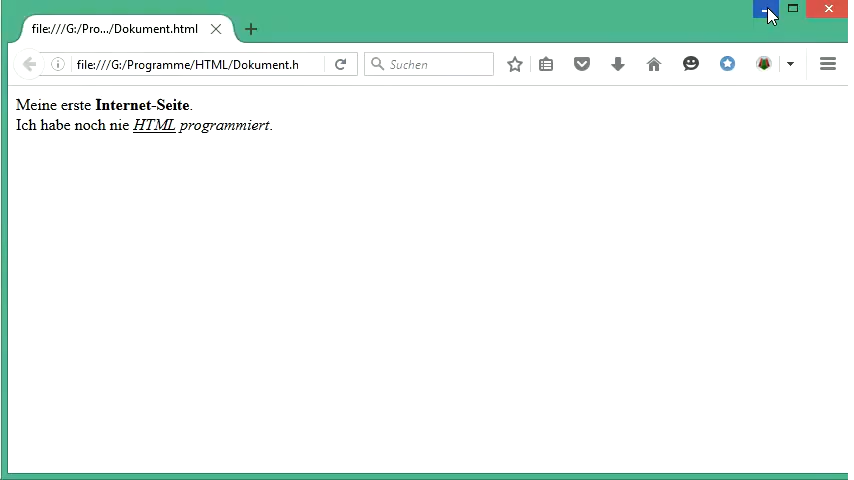 file:///G:/Pro.../Dokument.html
file:///G:/Programme/HTML/Dokument.h
Suchen
Meine erste Internet-Seite.
Ich habe noch nie HTML programmiert.